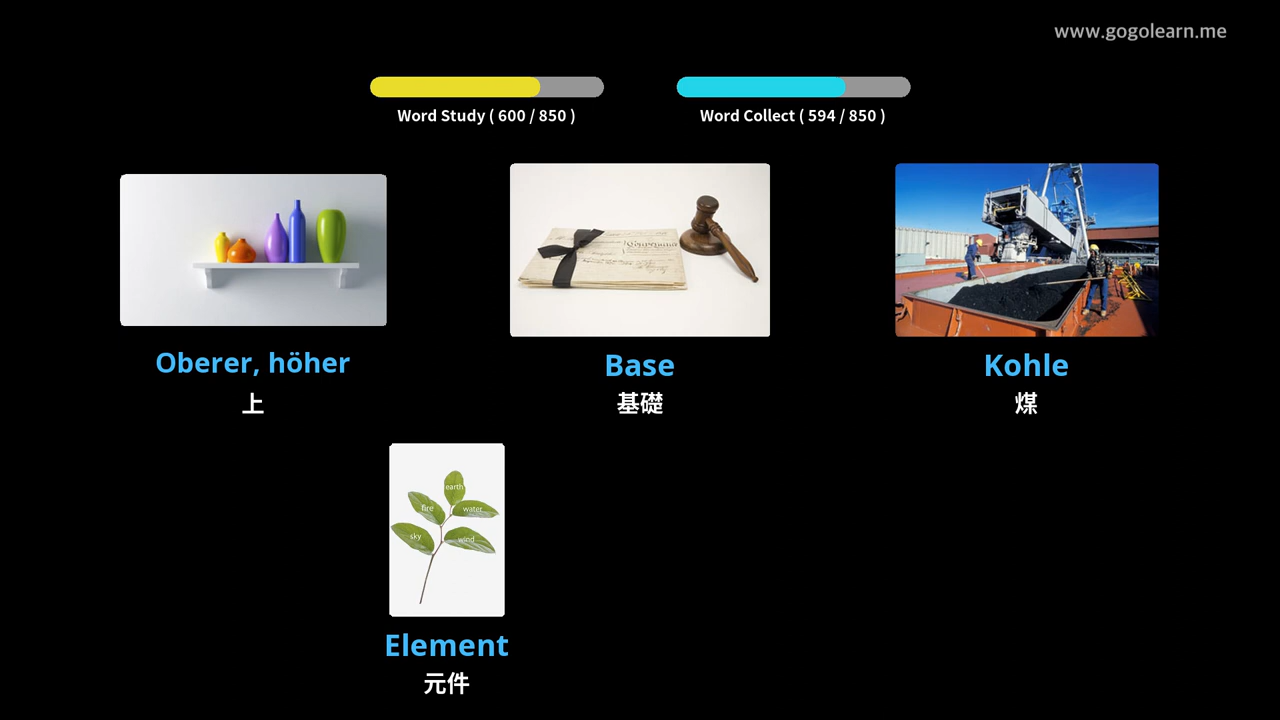 www.gogolearn.me
Word Study ( 600 / 850 )
Word Collect ( 594 / 850 )
Oberer, höher
上
Base
基礎
Kohle
煤
earth
fire
water
sky
wind
Element
元件